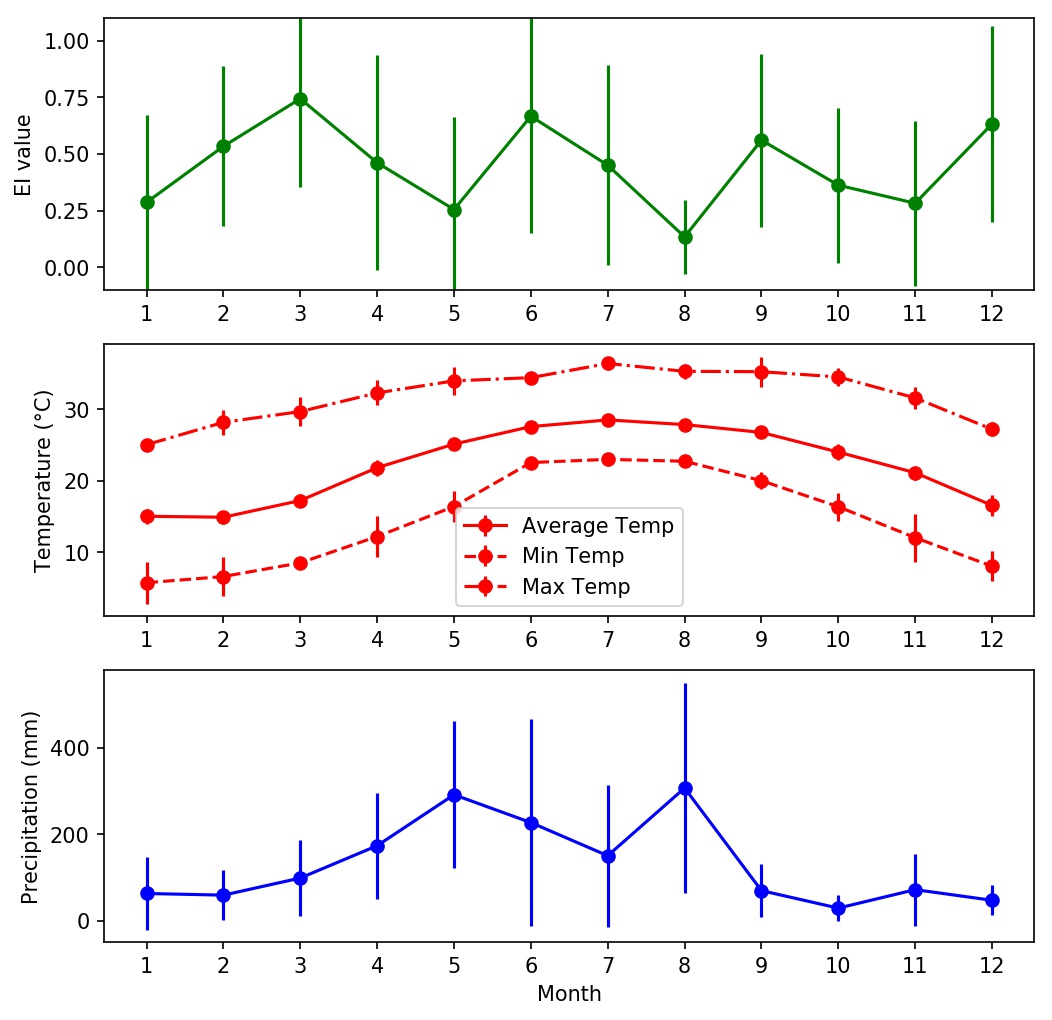 EI value
1.00
0.75
0.50
0.25
0.00
1 2 3 4 5 6 7 8 9 10 11 12
Temperature (°C)
30
20
10
Average Temp
Min Temp
Max Temp
1 2 3 4 5 6 7 8 9 10 11 12
Precipitation (mm)
400
200
0
1 2 3 4 5 6 7 8 9 10 11 12
Month